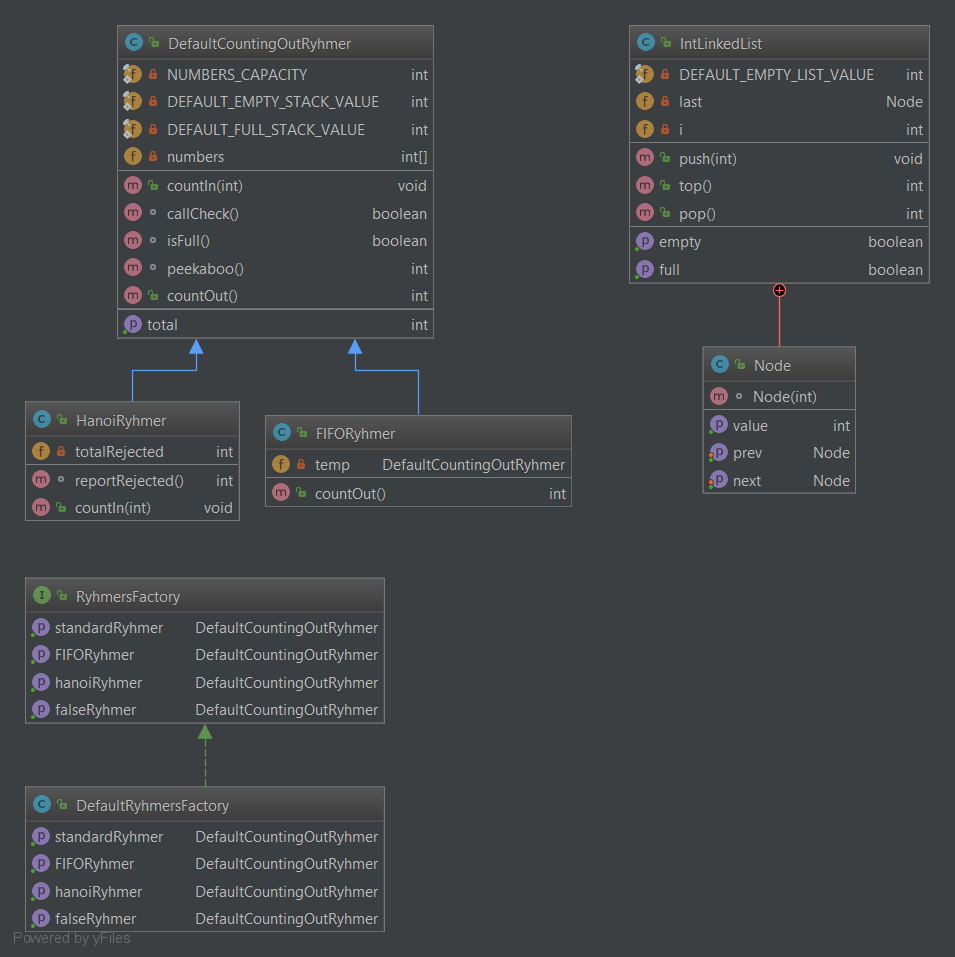 DefaultCountingOutRyhmer
NUMBERS_CAPACITY int
DEFAULT_EMPTY_STACK_VALUE int
DEFAULT_FULL_STACK_VALUE int
numbers int[]
countIn(int) void
callCheck() boolean
isFull() boolean
peekaboo() int
countOut() int
total int
IntLinkedList
DEFAULT_EMPTY_LIST_VALUE int
last Node
i int
push(int) void
top() int
pop() int
empty boolean
full boolean
Node
Node(int)
value int
prev Node
next Node
HanoiRyhmer
totalRejected int
reportRejected() int
countIn(int) void
FIFORyhmer
temp DefaultCountingOutRyhmer
countOut() int
RyhmersFactory
standardRyhmer DefaultCountingOutRyhmer
FIFORyhmer DefaultCountingOutRyhmer
hanoiRyhmer DefaultCountingOutRyhmer
falseRyhmer DefaultCountingOutRyhmer
DefaultRyhmersFactory
standardRyhmer DefaultCountingOutRyhmer
FIFORyhmer DefaultCountingOutRyhmer
hanoiRyhmer DefaultCountingOutRyhmer
falseRyhmer DefaultCountingOutRyhmer
Powered by yFiles